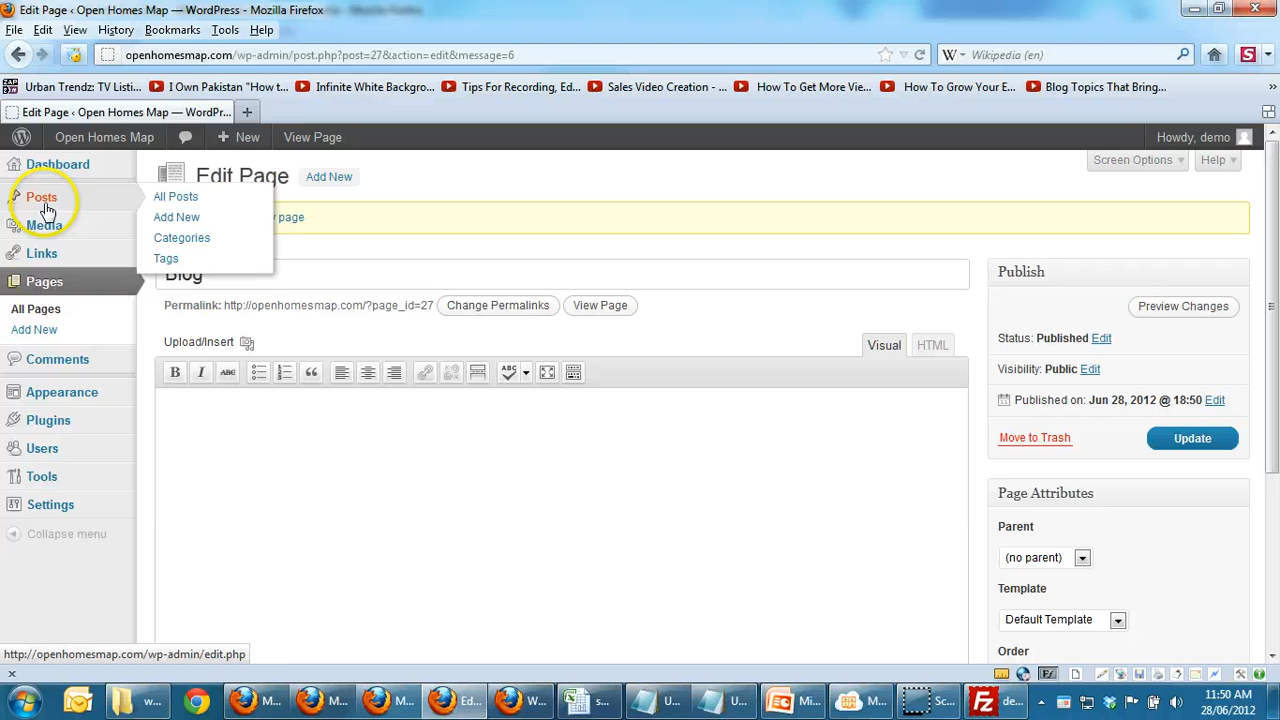 Edit Page ‹ Open Homes Map — WordPress - Mozilla Firefox
File Edit View History Bookmarks Tools Help
openhomesmap.com/wp-admin/post.php?post=27&action=edit&message=6
Wikipedia (en)
Urban Trendz: TV Listi... I Own Pakistan "How t... Infinite White Backgro... Tips For Recording, Ed... Sales Video Creation - ... How To Get More Vie... How To Grow Your E... Blog Topics That Bring...
Edit Page ‹ Open Homes Map — WordPr...
Open Homes Map New View Page Howdy, demo
Dashboard
Edit Page Add New
Screen Options Help
Posts
All Posts
Add New
Categories
Tags
page
Media
Links
Pages
All Pages
Add New
Comments
Appearance
Plugins
Users
Tools
Settings
Collapse menu
Blog
Permalink: http://openhomesmap.com/?page_id=27 Change Permalinks View Page
Upload/Insert
Visual HTML
B I ABC ABC
Publish
Preview Changes
Status: Published Edit
Visibility: Public Edit
Published on: Jun 28, 2012 @ 18:50 Edit
Move to Trash Update
Page Attributes
Parent
(no parent)
Template
Default Template
Order
http://openhomesmap.com/wp-admin/edit.php
w... M... M... M... Ed... W... s... U... U... Mi... M... Sc... de...
11:50 AM
28/06/2012